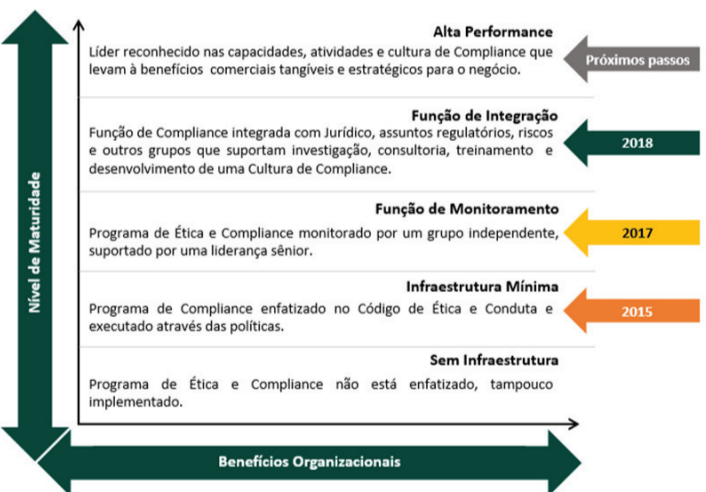 Alta Performance
Líder reconhecido nas capacidades, atividades e cultura de Compliance que
levam à benefícios comerciais tangíveis e estratégicos para o negócio.
Próximos passos
Função de Integração
Função de Compliance integrada com Jurídico, assuntos regulatórios, riscos
e outros grupos que suportam investigação, consultoria, treinamento e
desenvolvimento de uma Cultura de Compliance.
2018
Função de Monitoramento
Programa de Ética e Compliance monitorado por um grupo independente,
suportado por uma liderança sênior.
2017
Infraestrutura Mínima
Programa de Compliance enfatizado no Código de Ética e Conduta e
executado através das políticas.
2015
Sem Infraestrutura
Programa de Ética e Compliance não está enfatizado, tampouco
implementado.
Nível de Maturidade
Benefícios Organizacionais